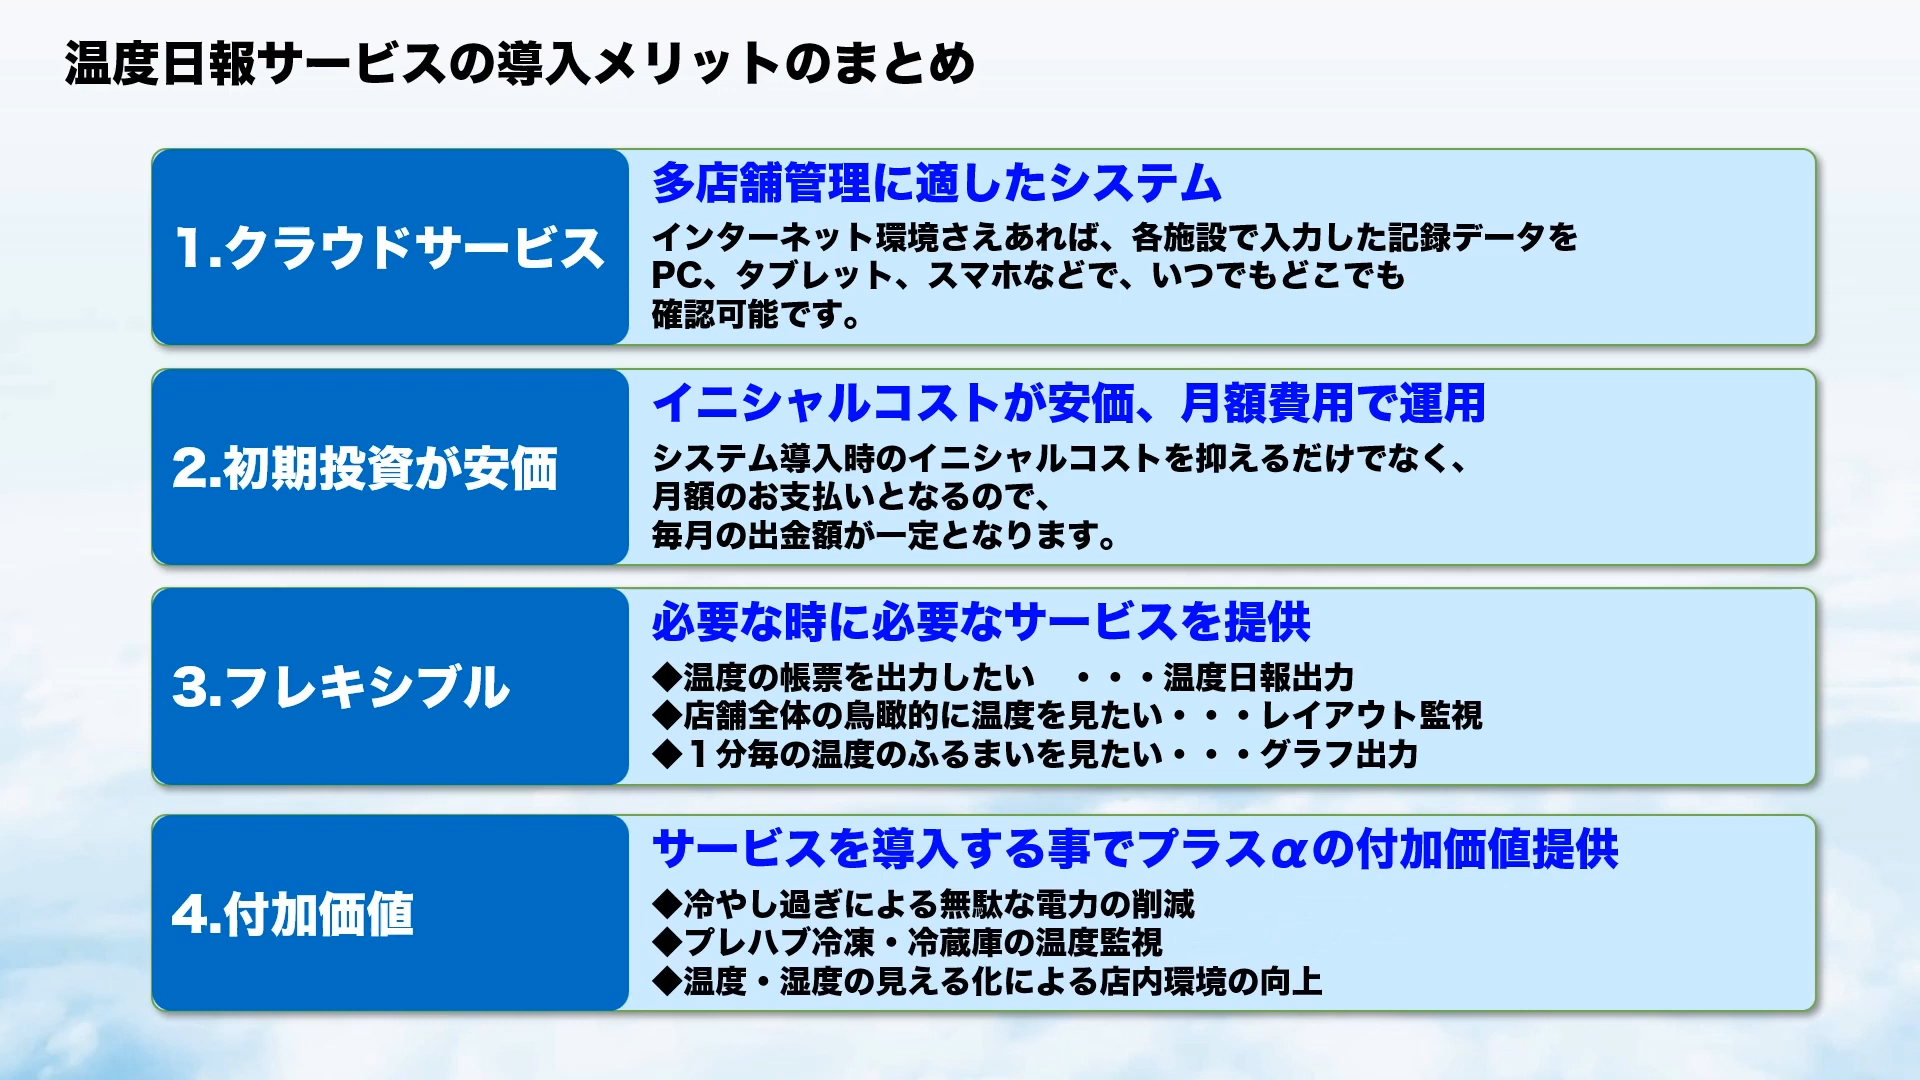 温度日報サービスの導入メリットのまとめ
1.クラウドサービス
多店舗管理に適したシステム
インターネット環境さえあれば、各施設で入力した記録データを
PC、タブレット、スマホなどで、いつでもどこでも
確認可能です。
2.初期投資が安価
イニシャルコストが安価、月額費用で運用
システム導入時のイニシャルコストを抑えるだけでなく、
月額のお支払いとなるので、
毎月の出金額が一定となります。
3.フレキシブル
必要な時に必要なサービスを提供
◆温度の帳票を出力したい　・・・温度日報出力
◆店舗全体の鳥瞰的に温度を見たい・・・レイアウト監視
◆１分毎の温度のふるまいを見たい・・・グラフ出力
4.付加価値
サービスを導入する事でプラスαの付加価値提供
◆冷やし過ぎによる無駄な電力の削減
◆プレハブ冷凍・冷蔵庫の温度監視
◆温度・湿度の見える化による店内環境の向上